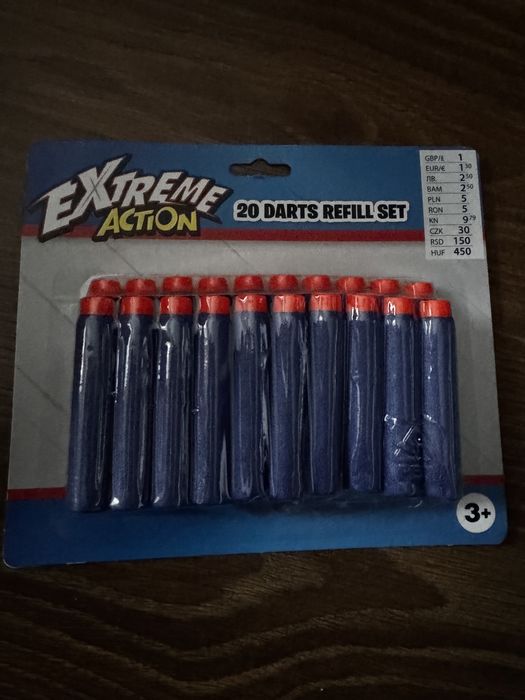 EXTREME
ACTION
20 DARTS REFILL SET
GBP/£ 1
EUR/€ 1 30
ЛВ. 2 50
BAM 2 50
PLN 5
RON 5
KN 9 79
CZK 30
RSD 150
HUF 450
3+